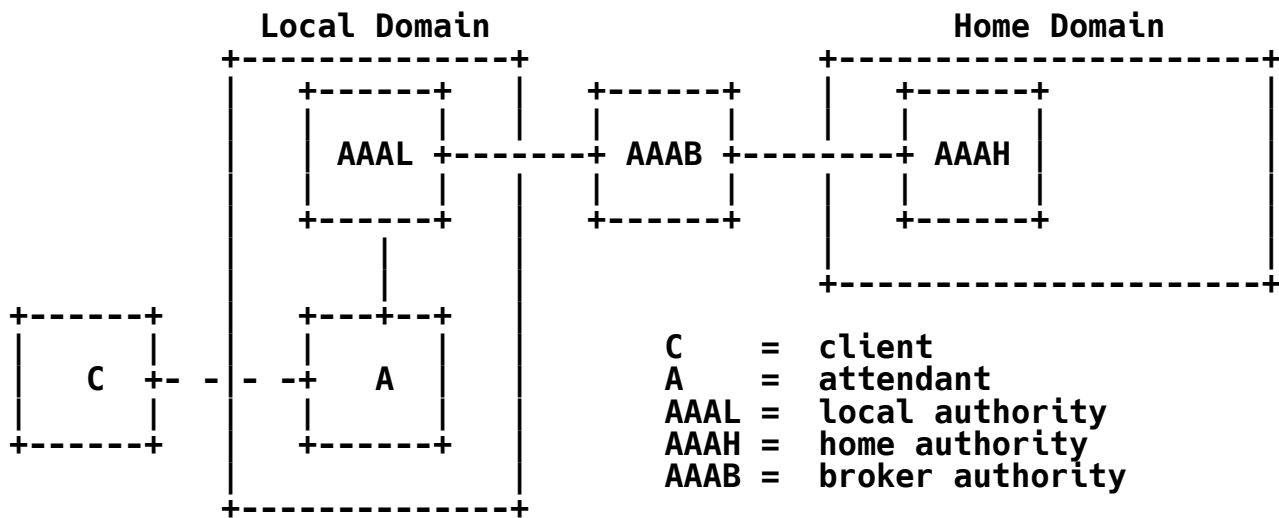 Local Domain Home Domain
AAAL AAAB AAAH
C A
C = client
A = attendant
AAAL = local authority
AAAH = home authority
AAAB = broker authority